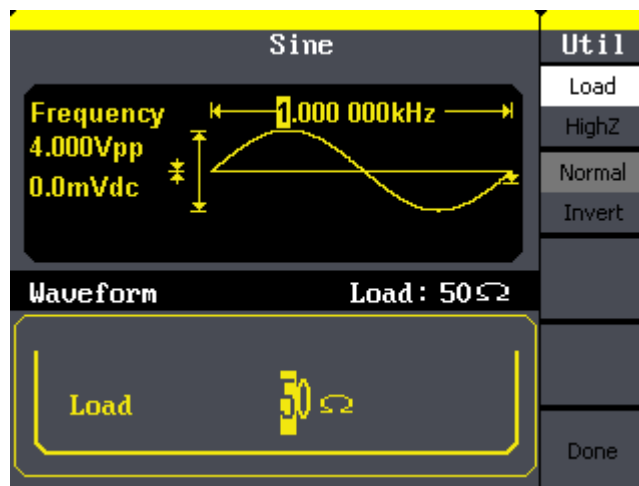 Sine
Util
Load
HighZ
Normal
Invert
Done
Frequency 1.000 000kHz
4.000Vpp
0.0mVdc
Waveform Load: 50Ω
Load 50Ω